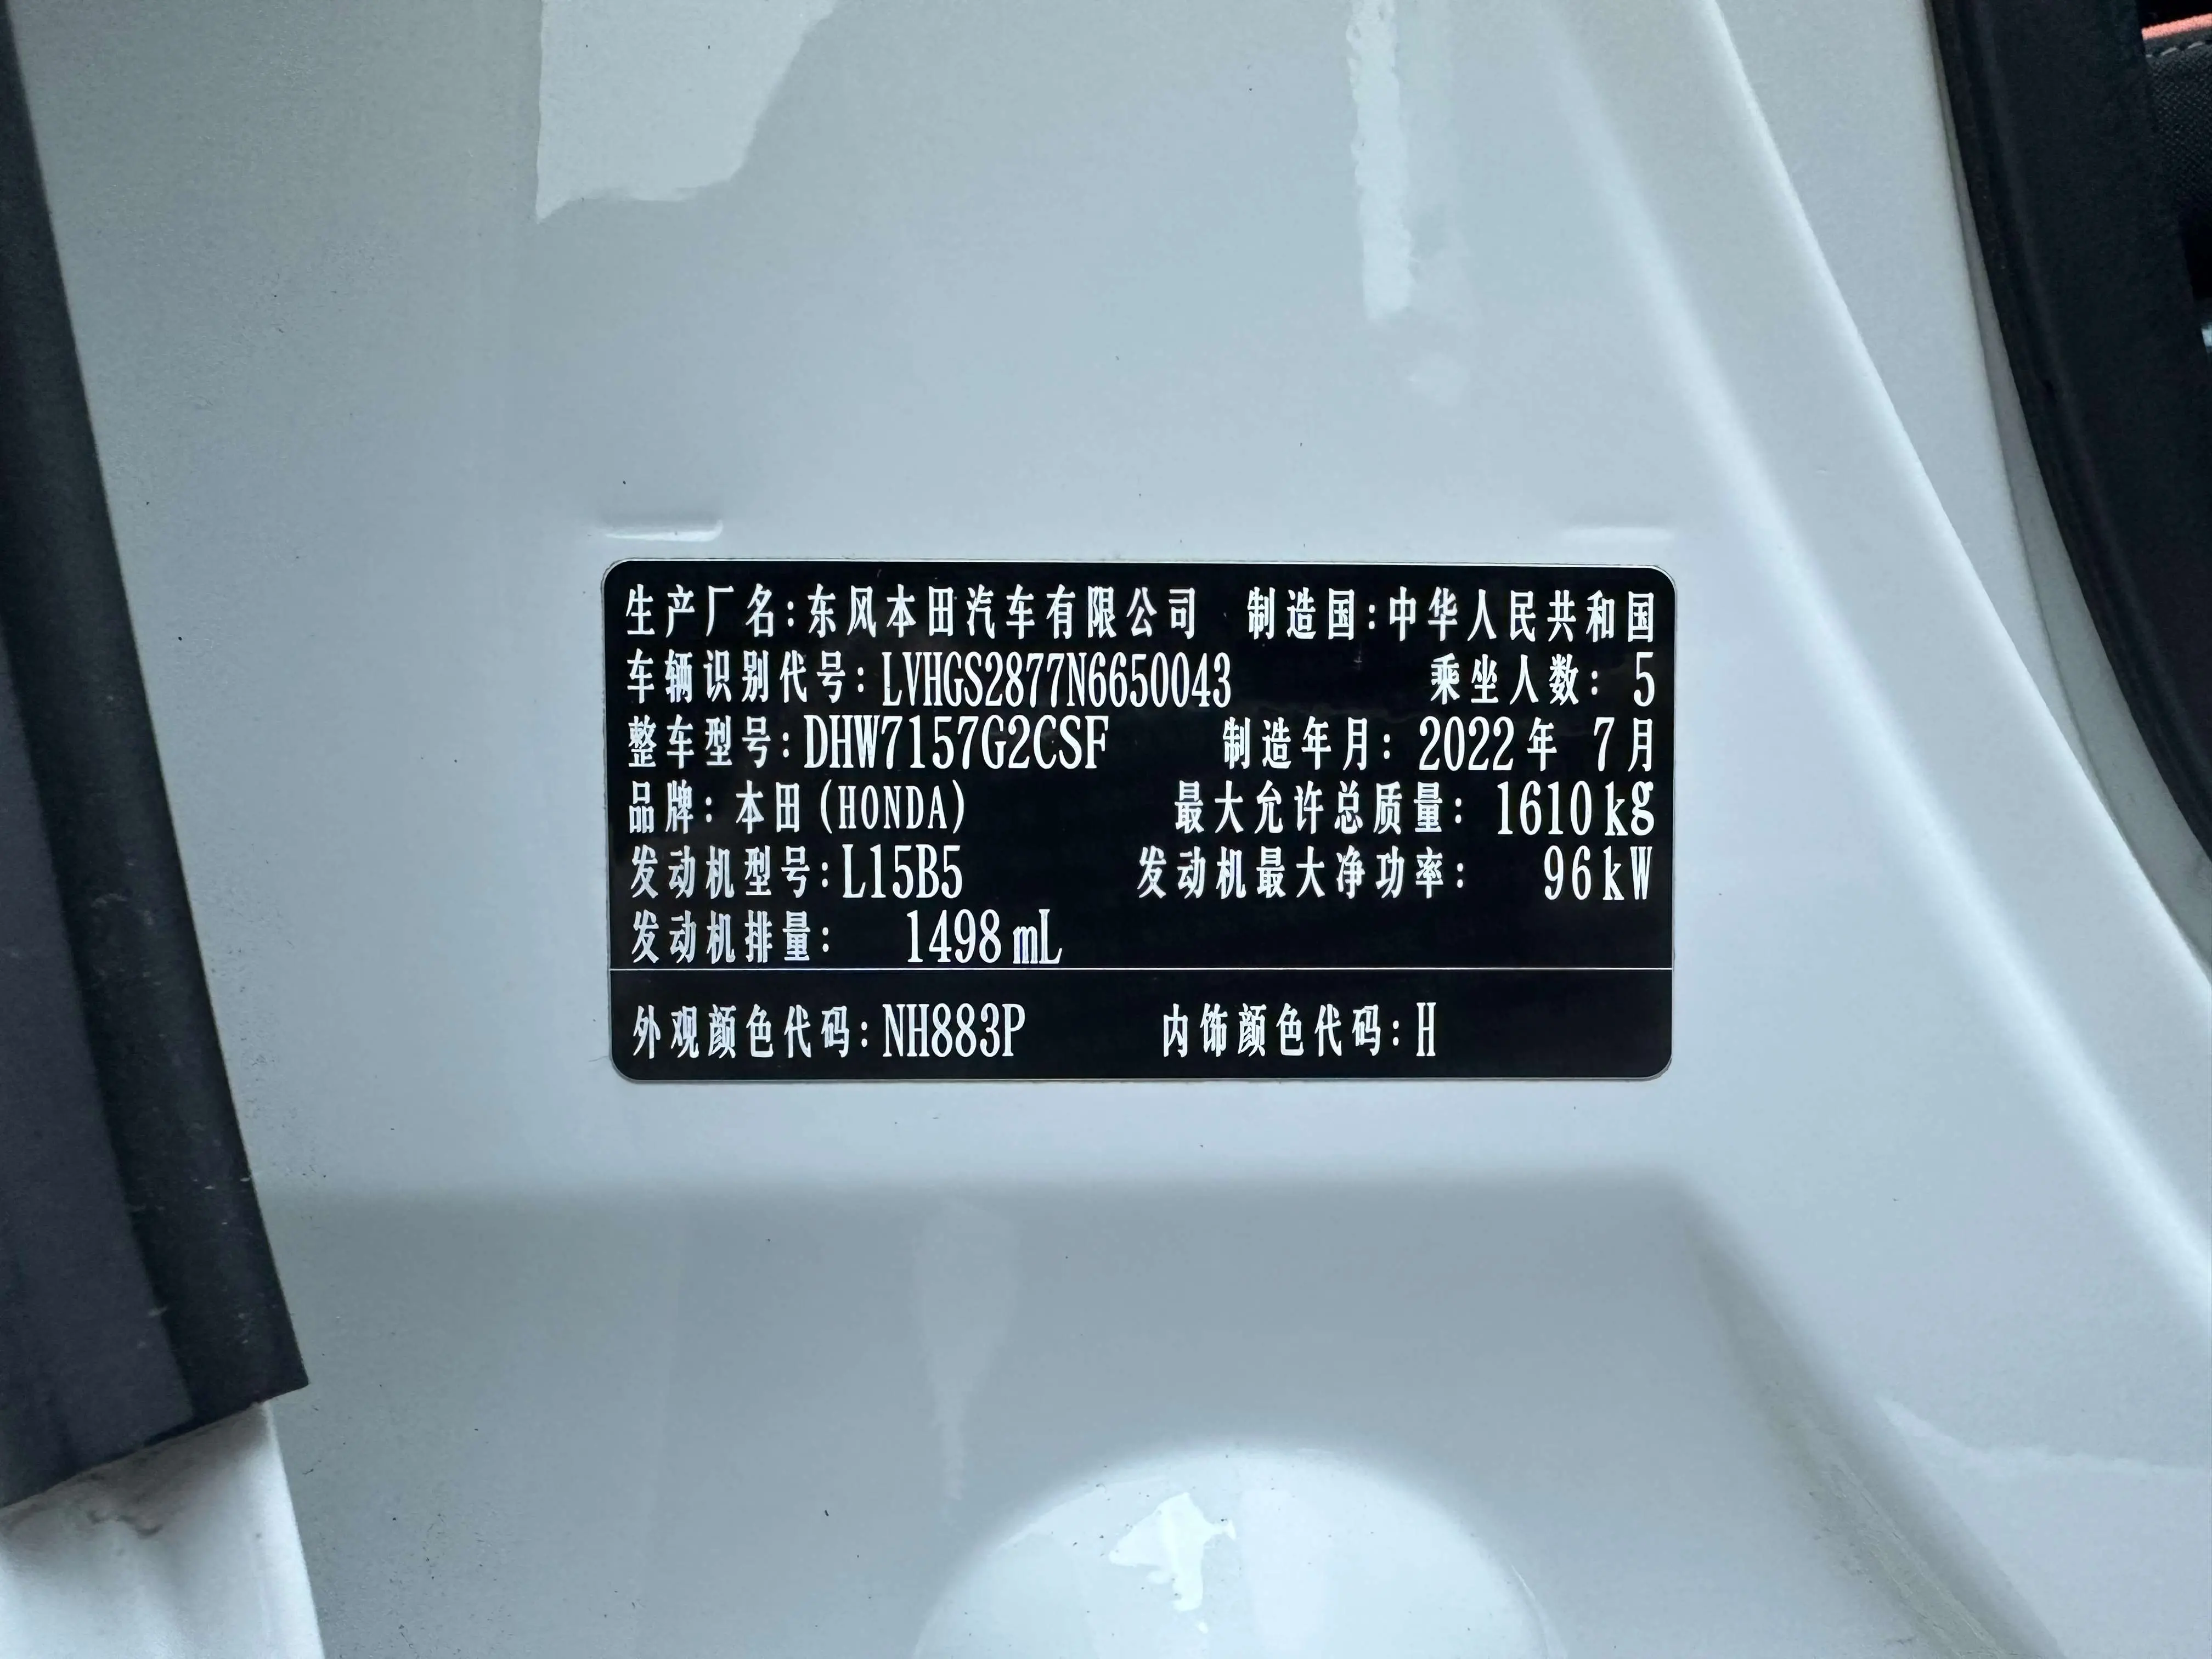 生产厂名:东风本田汽车有限公司 制造国:中华人民共和国
车辆识别代号:LVHGS2877N6650043 乘坐人数: 5
整车型号:DHW7157G2CSF 制造年月: 2022年 7月
品牌: 本田(HONDA) 最大允许总质量: 1610kg
发动机型号:L15B5 发动机最大净功率: 96kW
发动机排量: 1498mL
外观颜色代码:NH883P 内饰颜色代码:H